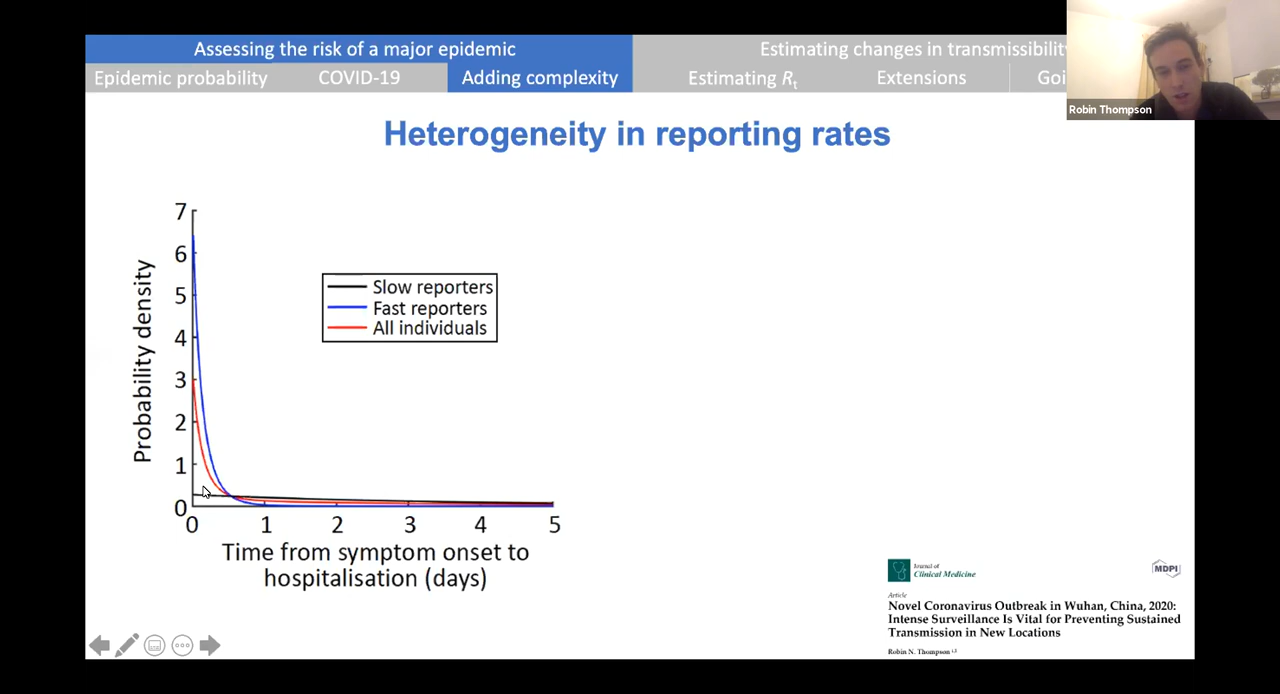 Assessing the risk of a major epidemic
Estimating changes in transmissibility
Epidemic probability
COVID-19
Adding complexity
Estimating Rt
Extensions
Robin Thompson
Heterogeneity in reporting rates
7
6
5
4
3
2
1
0
Probability density
Slow reporters
Fast reporters
All individuals
0 1 2 3 4 5
Time from symptom onset to
hospitalisation (days)
Journal of
Clinical Medicine
MDPI
Article
Novel Coronavirus Outbreak in Wuhan, China, 2020:
Intense Surveillance Is Vital for Preventing Sustained
Transmission in New Locations
Robin N. Thompson